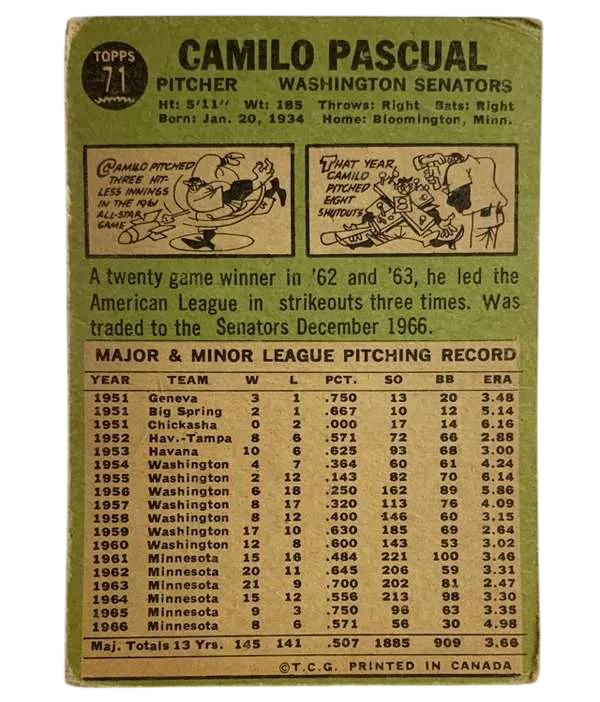 TOPPS
71
CAMILO PASCUAL
PITCHER WASHINGTON SENATORS
Ht: 5'11" Wt: 185 Throws: Right Bats: Right
Born: Jan. 20, 1934 Home: Bloomington, Minn.
CAMILO PITCHED
THREE HIT-
LESS INNINGS
IN THE 1961
ALL-STAR
GAME
THAT YEAR,
CAMILO
PITCHED
EIGHT
SHUTOUTS
A twenty game winner in '62 and '63, he led the
American League in strikeouts three times. Was
traded to the Senators December 1966.
MAJOR & MINOR LEAGUE PITCHING RECORD
YEAR TEAM W L PCT. SO BB ERA
1951 Geneva 3 1 .750 13 20 3.48
1951 Big Spring 2 1 .667 10 12 5.14
1951 Chickasha 0 2 .000 17 14 6.16
1952 Hav.-Tampa 8 6 .571 72 66 2.88
1953 Havana 10 6 .625 93 68 3.00
1954 Washington 4 7 .364 60 61 4.24
1955 Washington 2 12 .143 82 70 6.14
1956 Washington 6 18 .250 162 89 5.86
1957 Washington 8 17 .320 113 76 4.09
1958 Washington 8 12 .400 146 60 3.15
1959 Washington 17 10 .630 185 69 2.64
1960 Washington 12 8 .600 143 53 3.02
1961 Minnesota 15 16 .484 221 100 3.46
1962 Minnesota 20 11 .645 206 59 3.31
1963 Minnesota 21 9 .700 202 81 2.47
1964 Minnesota 15 12 .556 213 98 3.30
1965 Minnesota 9 3 .750 96 63 3.35
1966 Minnesota 8 6 .571 56 30 4.98
Maj. Totals 13 Yrs. 145 141 .507 1885 909 3.66
©T.C.G. PRINTED IN CANADA